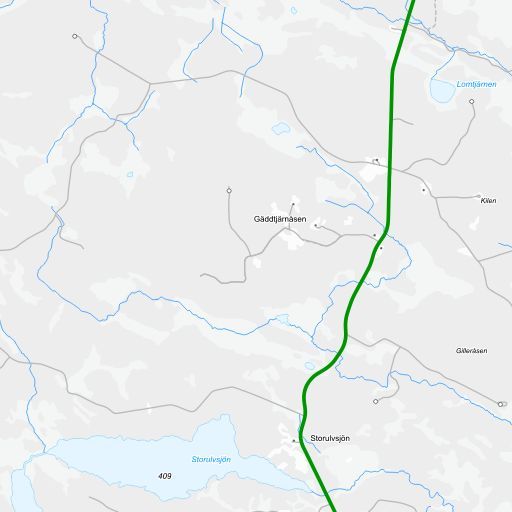 Lomtjärnen
Kilen
Gäddtjärnåsen
Gilleråsen
Storulvsjön
Storulvsjön
409